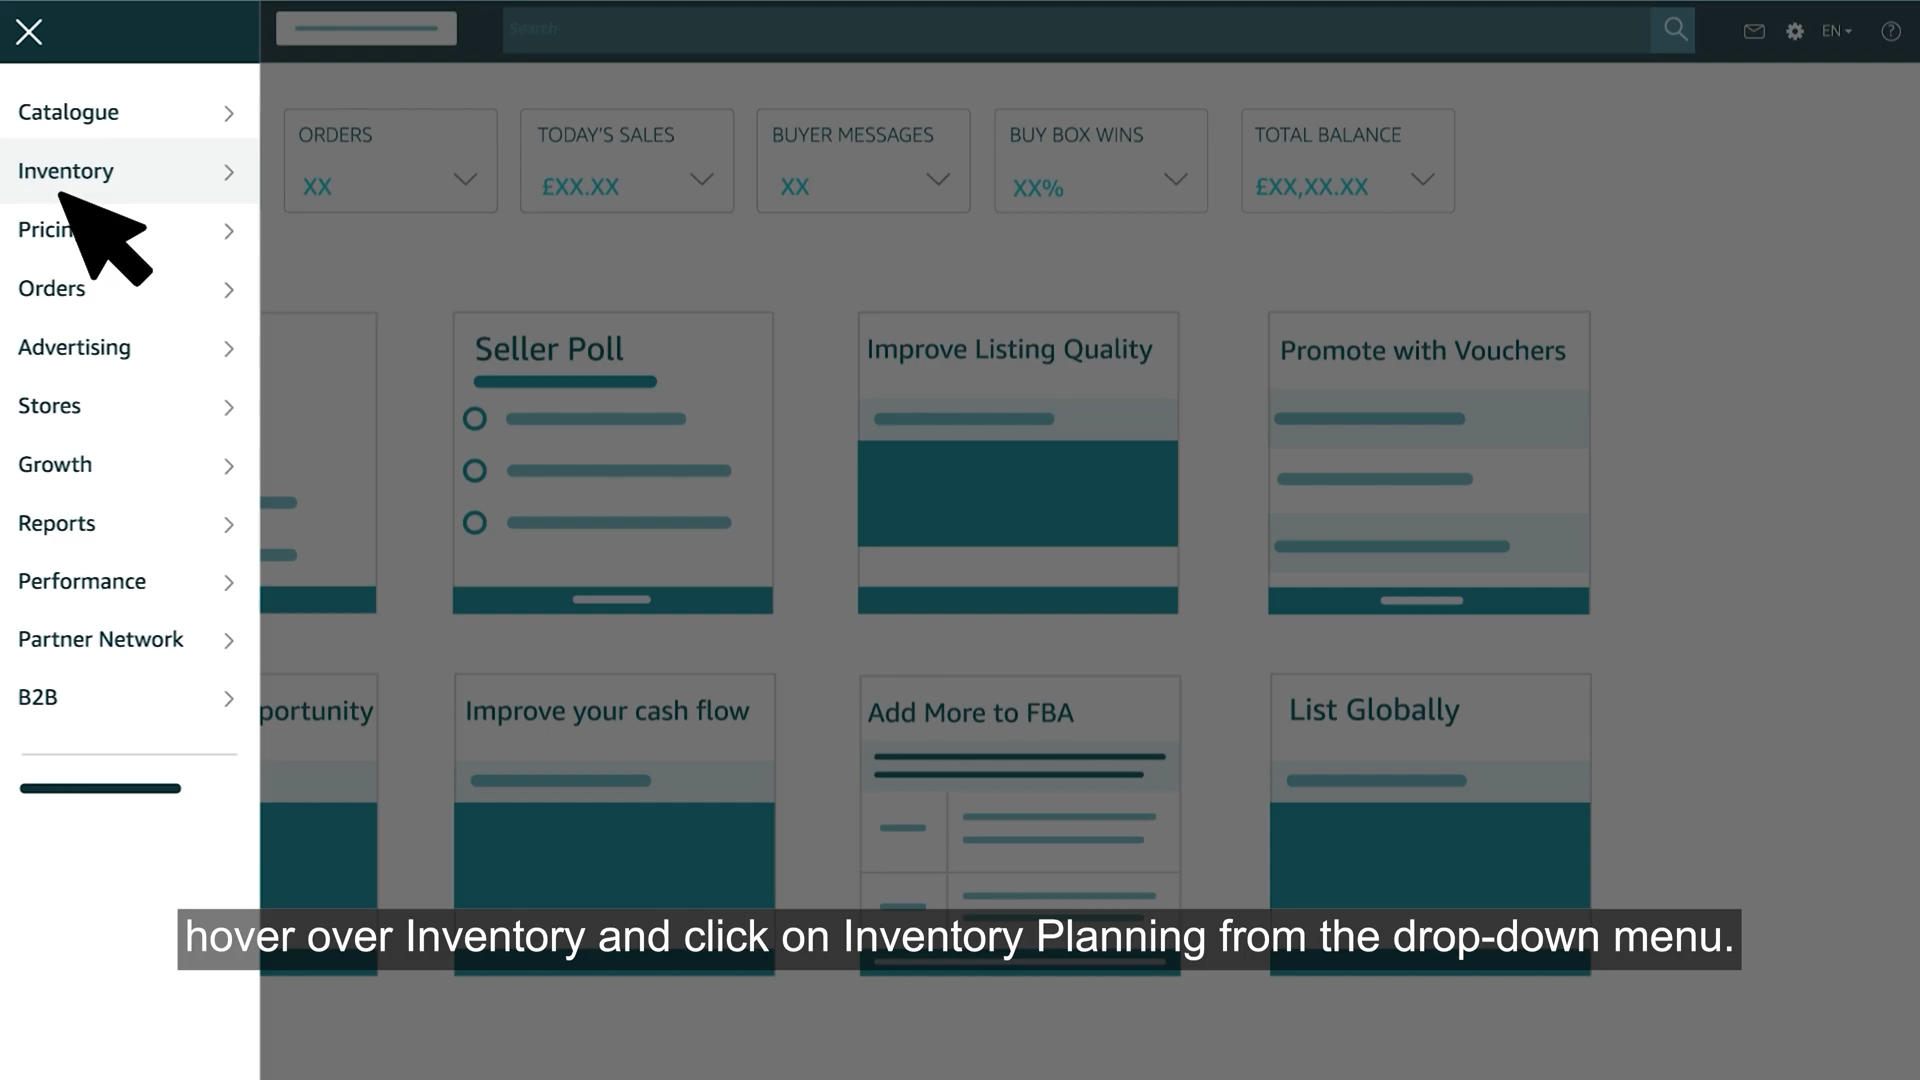 Search
EN
Catalogue
Inventory
Pricin
Orders
Advertising
Stores
Growth
Reports
Performance
Partner Network
B2B
ORDERS
XX
TODAY'S SALES
£XX.XX
BUYER MESSAGES
XX
BUY BOX WINS
XX%
TOTAL BALANCE
£XX,XX.XX
Seller Poll
Improve Listing Quality
Promote with Vouchers
portunity
Improve your cash flow
Add More to FBA
List Globally
hover over Inventory and click on Inventory Planning from the drop-down menu.